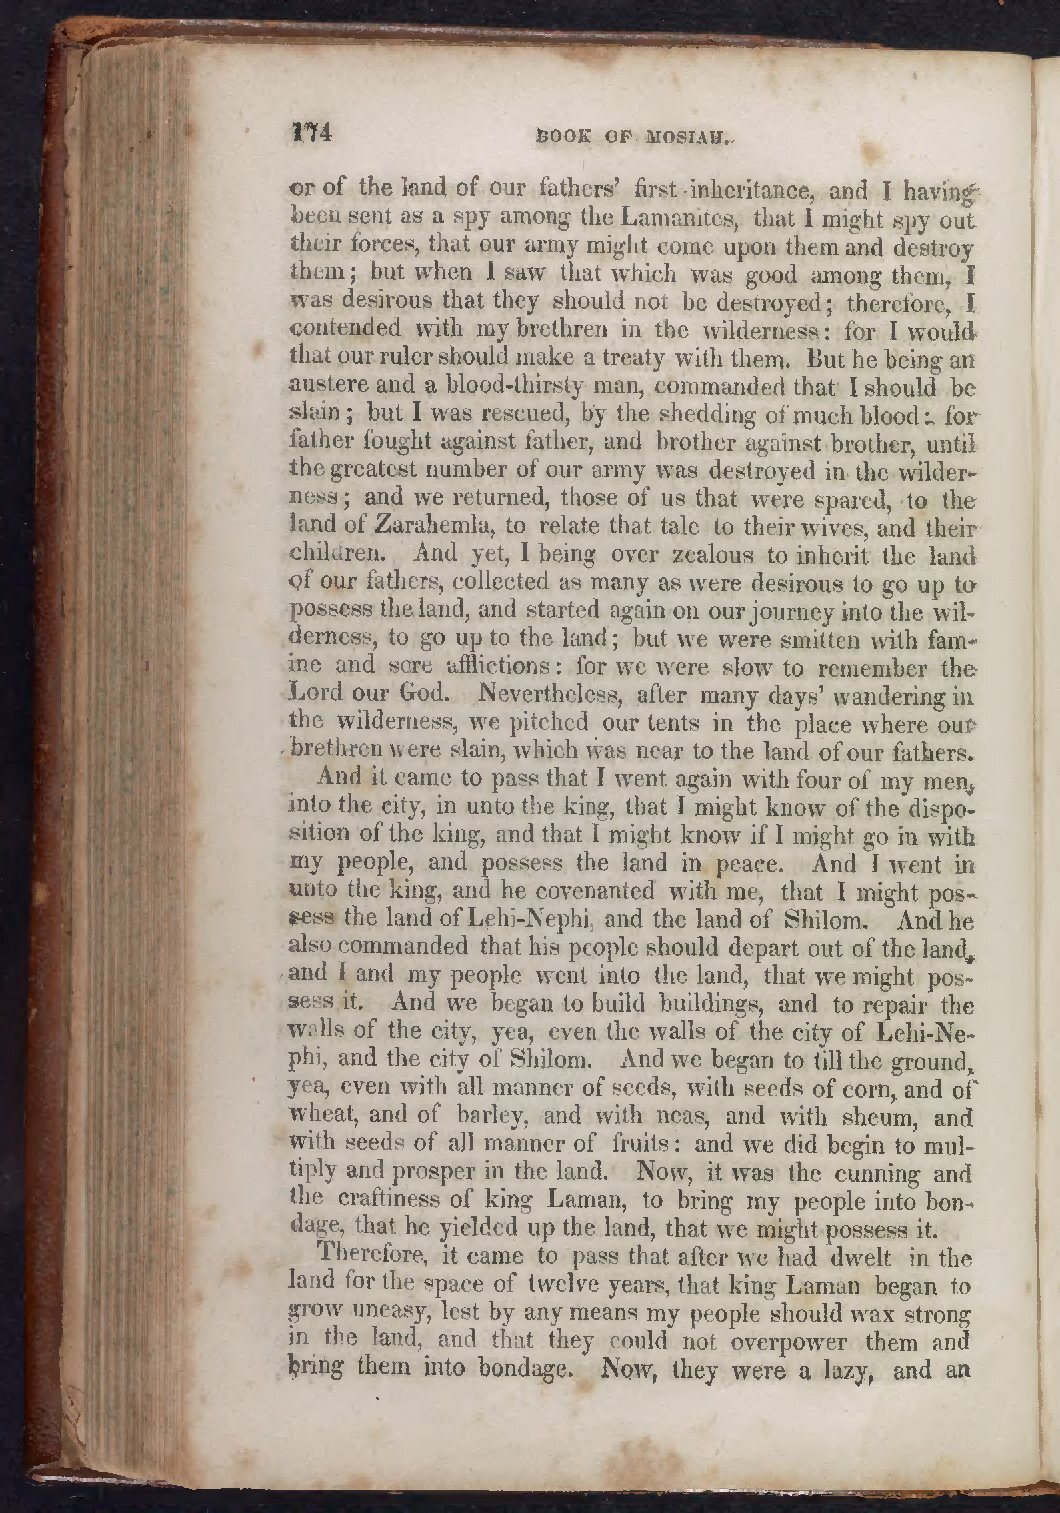 174 BOOK OF MOSIAH.
or of the land of our fathers' first inheritance, and I having
been sent as a spy among the Lamanites, that I might spy out
their forces, that our army might come upon them and destroy
them; but when I saw that which was good among them, I
was desirous that they should not be destroyed; therefore, I
contended with my brethren in the wilderness: for I would
that our ruler should make a treaty with them. But he being an
austere and a blood-thirsty man, commanded that I should be
slain; but I was rescued, by the shedding of much blood: for
father fought against father, and brother against brother, until
the greatest number of our army was destroyed in the wilder-
ness; and we returned, those of us that were spared, to the
land of Zarahemla, to relate that tale to their wives, and their
children. And yet, I being over zealous to inherit the land
of our fathers, collected as many as were desirous to go up to
possess the land, and started again on our journey into the wil-
derness, to go up to the land; but we were smitten with fam-
ine and sore afflictions: for we were slow to remember the
Lord our God. Nevertheless, after many days' wandering in
the wilderness, we pitched our tents in the place where our
brethren were slain, which was near to the land of our fathers.
And it came to pass that I went again with four of my men,
into the city, in unto the king, that I might know of the dispo-
sition of the king, and that I might know if I might go in with
my people, and possess the land in peace. And I went in
unto the king, and he covenanted with me, that I might pos-
sess the land of Lehi-Nephi, and the land of Shilom. And he
also commanded that his people should depart out of the land,
and I and my people went into the land, that we might pos-
sess it. And we began to build buildings, and to repair the
walls of the city, yea, even the walls of the city of Lehi-Ne-
phi, and the city of Shilom. And we began to till the ground,
yea, even with all manner of seeds, with seeds of corn, and of
wheat, and of barley, and with neas, and with sheum, and
with seeds of all manner of fruits: and we did begin to mul-
tiply and prosper in the land. Now, it was the cunning and
the craftiness of king Laman, to bring my people into bon-
dage, that he yielded up the land, that we might possess it.
Therefore, it came to pass that after we had dwelt in the
land for the space of twelve years, that king Laman began to
grow uneasy, lest by any means my people should wax strong
in the land, and that they could not overpower them and
bring them into bondage. Now, they were a lazy, and an